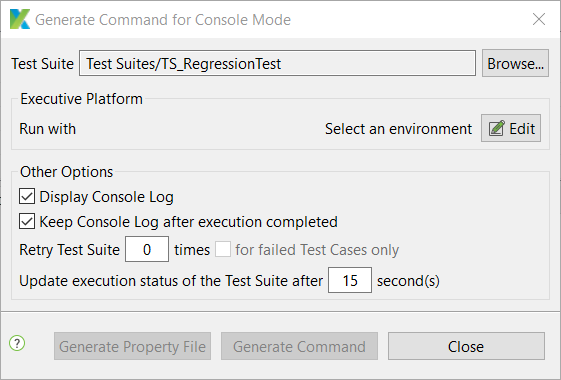 Generate Command for Console Mode
Test Suite Test Suites/TS_RegressionTest Browse...
Executive Platform
Run with Select an environment Edit
Other Options
Display Console Log
Keep Console Log after execution completed
Retry Test Suite 0 times for failed Test Cases only
Update execution status of the Test Suite after 15 second(s)
? Generate Property File Generate Command Close